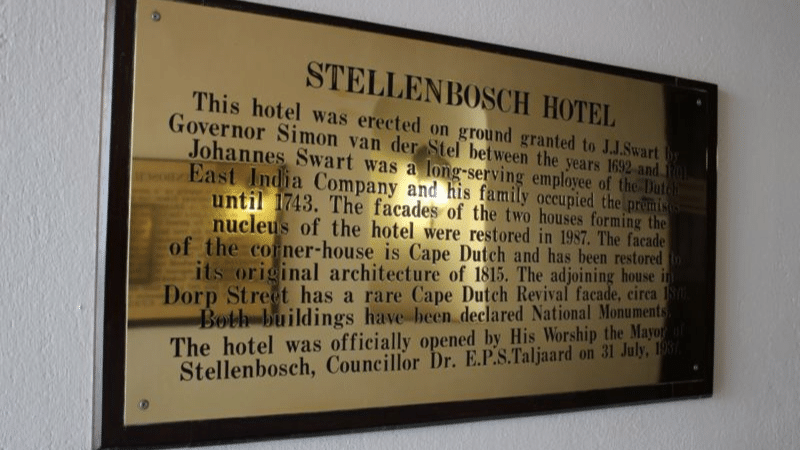 STELLENBOSCH HOTEL
This hotel was erected on ground granted to J.J.Swart by
Governor Simon van der Stel between the years 1692 and
Johannes Swart was a long-serving employee of the Dutch
East India Company and his family occupied the premises
until 1743. The facades of the two houses forming the
nucleus of the hotel were restored in 1987. The facade
of the corner-house is Cape Dutch and has been restored to
its original architecture of 1815. The adjoining house in
Dorp Street has a rare Cape Dutch Revival facade, circa
Both buildings have been declared National Monuments.
The hotel was officially opened by His Worship the Mayor of
Stellenbosch, Councillor Dr. E.P.S.Taljaard on 31 July, 1987.